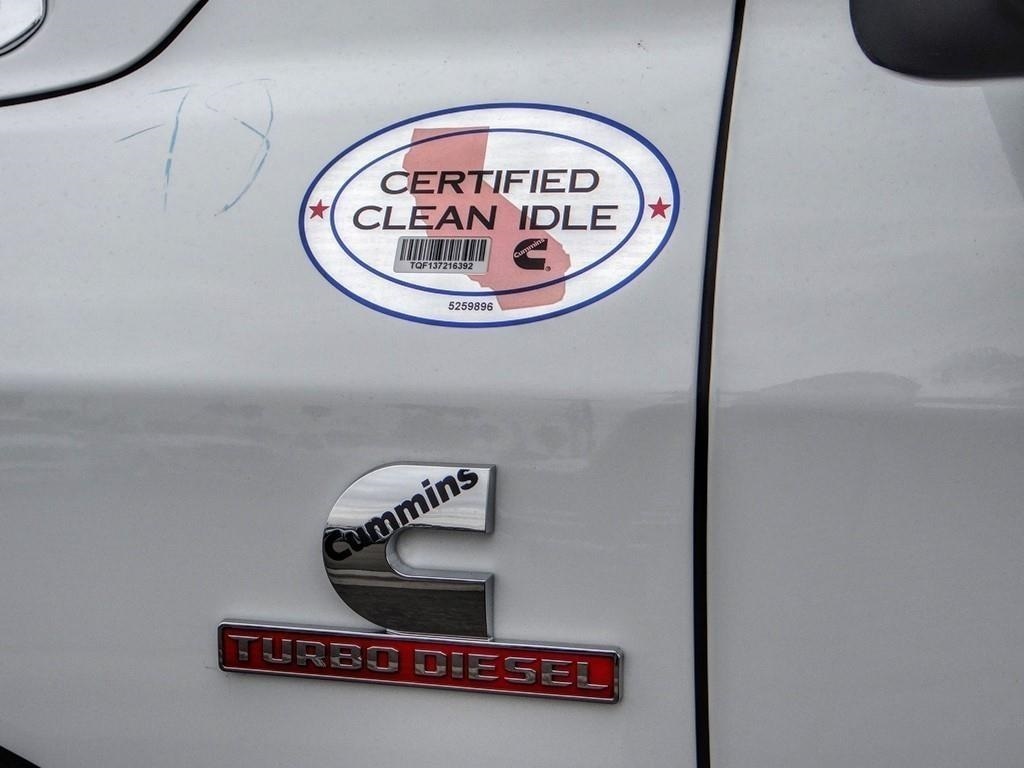 CERTIFIED
CLEAN IDLE
TQF137216392
Cummins
5259896
Cummins
TURBO DIESEL